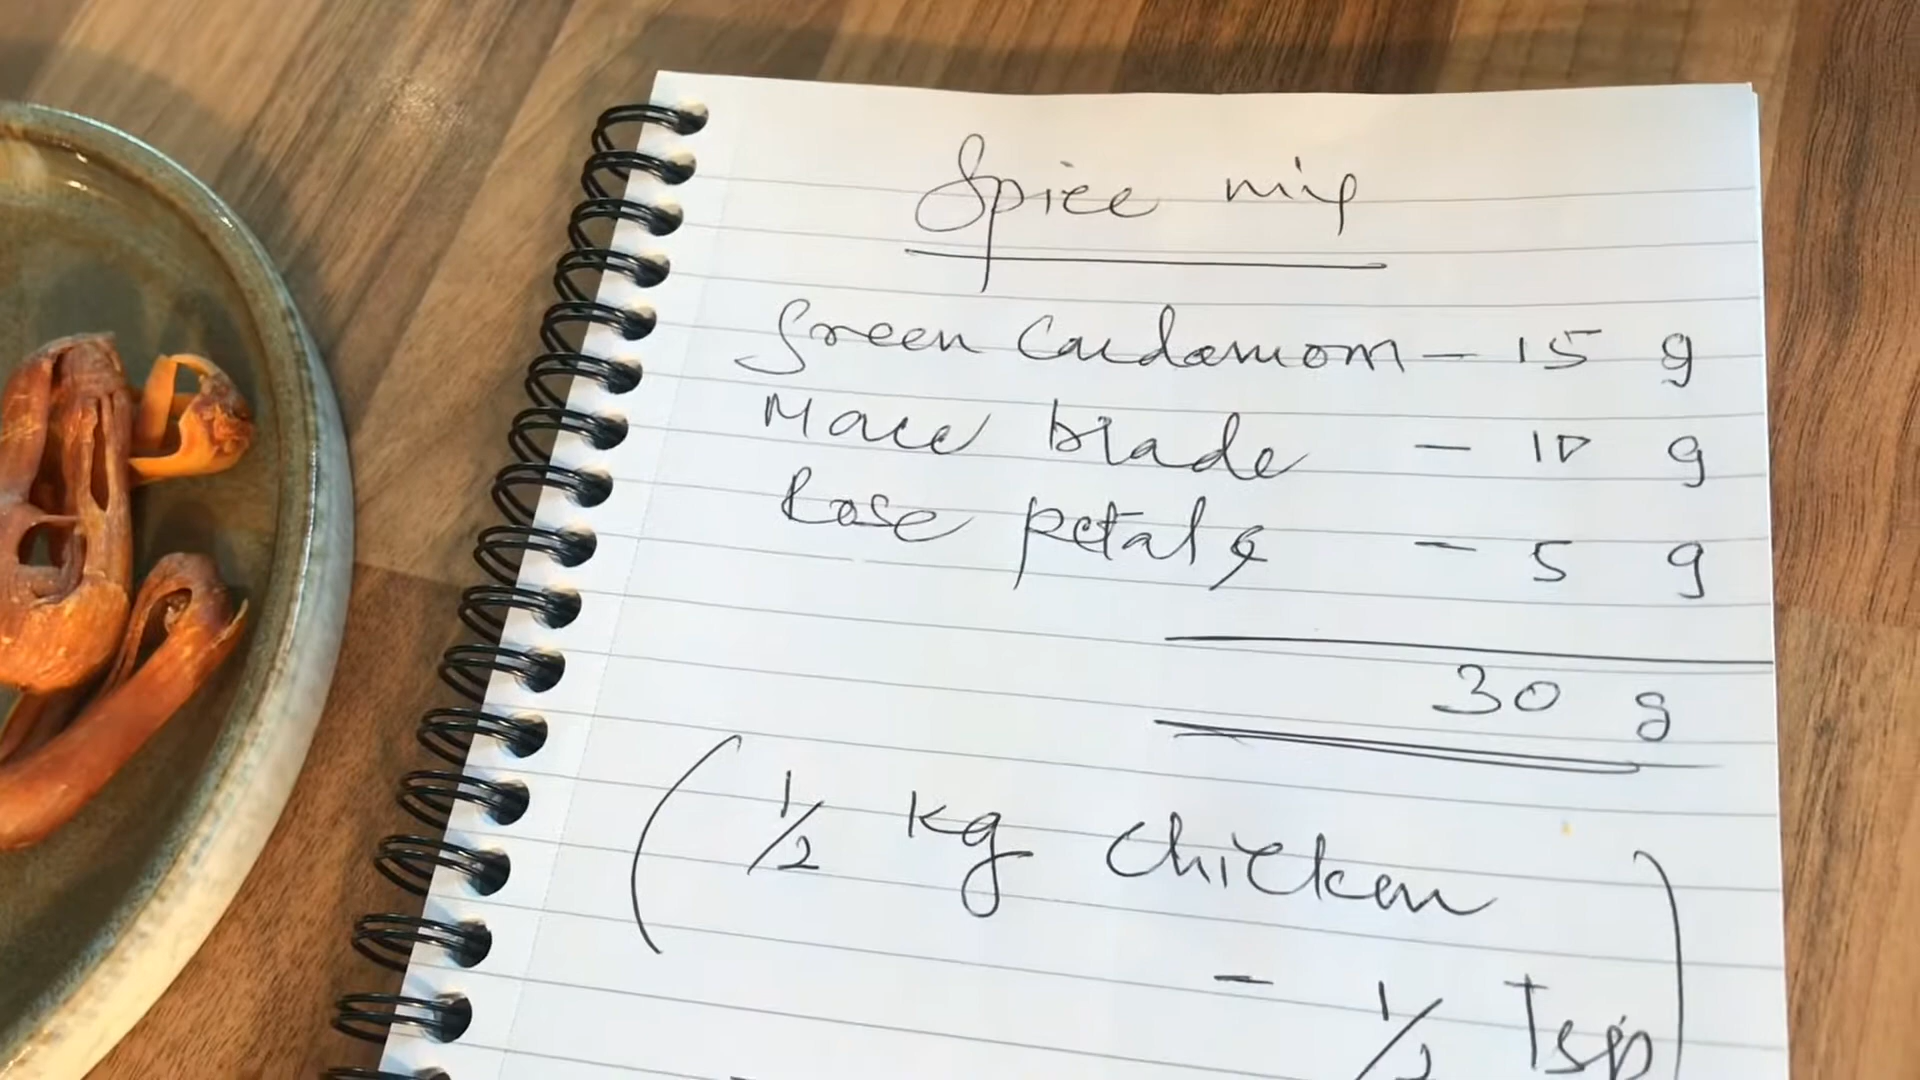 Spice mix
Green Cardamom - 15 g
Mace blade - 10 g
Rose petals - 5 g
30 g
(1/2 kg chicken
- 1/2 Tsp)